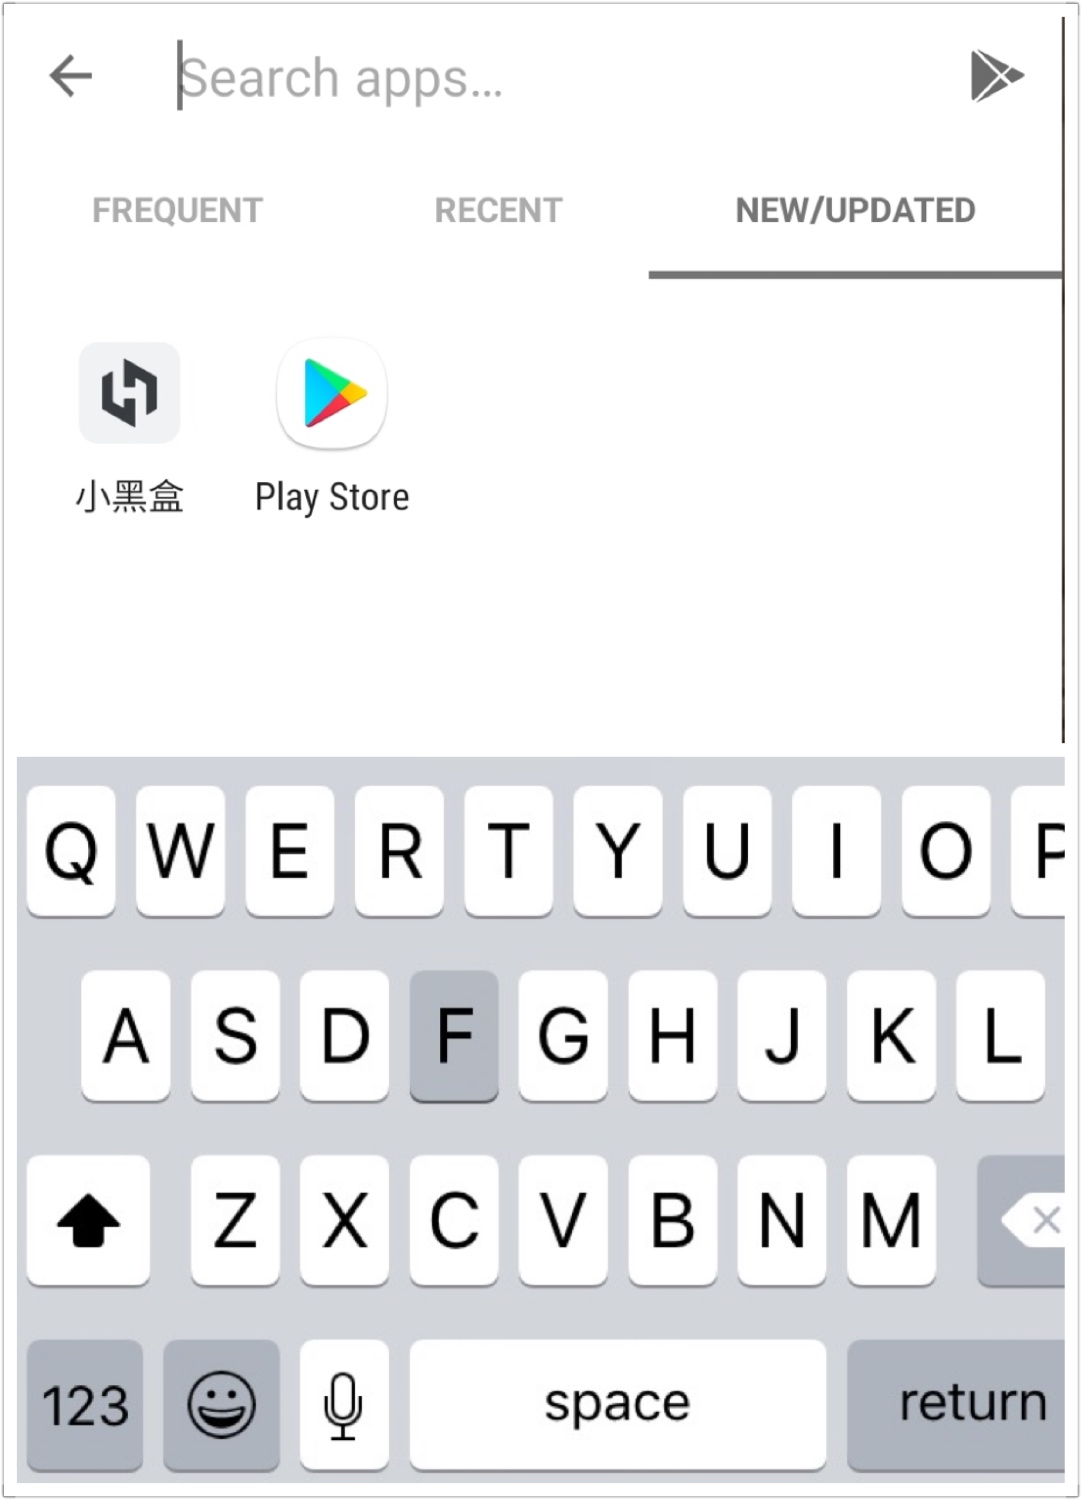 Search apps...
FREQUENT RECENT NEW/UPDATED
小黑盒 Play Store
Q W E R T Y U I O P
A S D F G H J K L
Z X C V B N M
123 space return